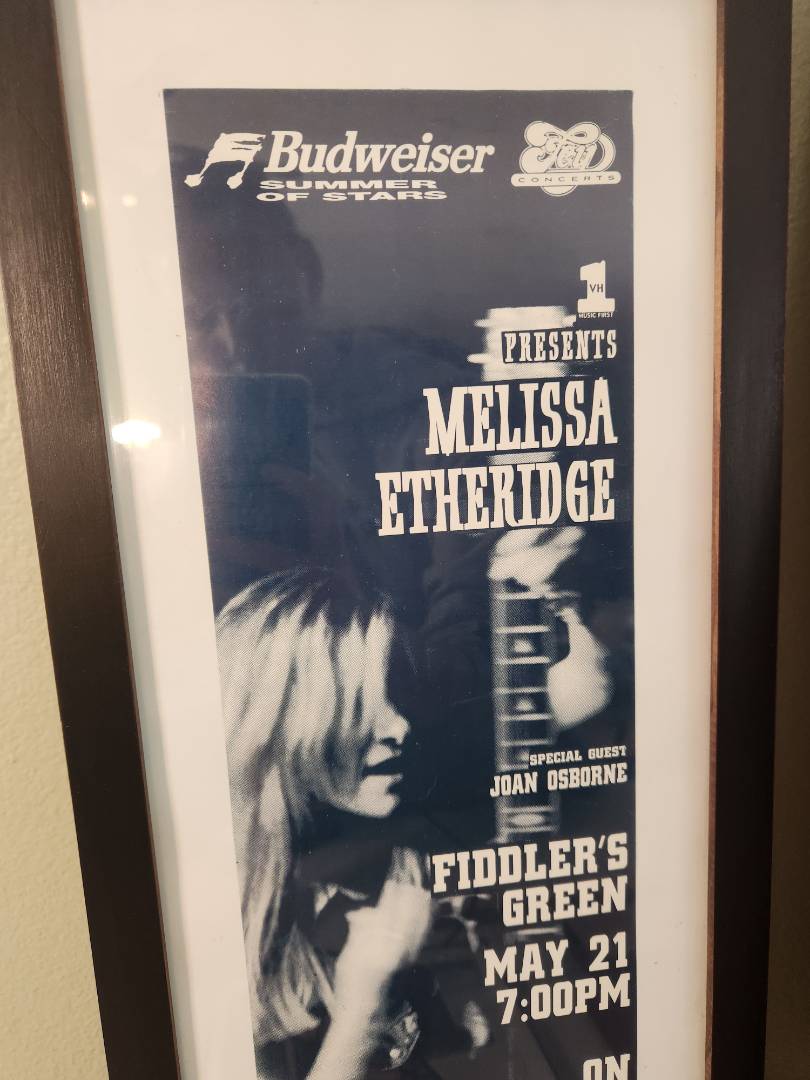 Budweiser
SUMMER
OF STARS
Fey
CONCERTS
1
VH
MUSIC FIRST
PRESENTS
MELISSA
ETHERIDGE
SPECIAL GUEST
JOAN OSBORNE
FIDDLER'S
GREEN
MAY 21
7:00PM
ON